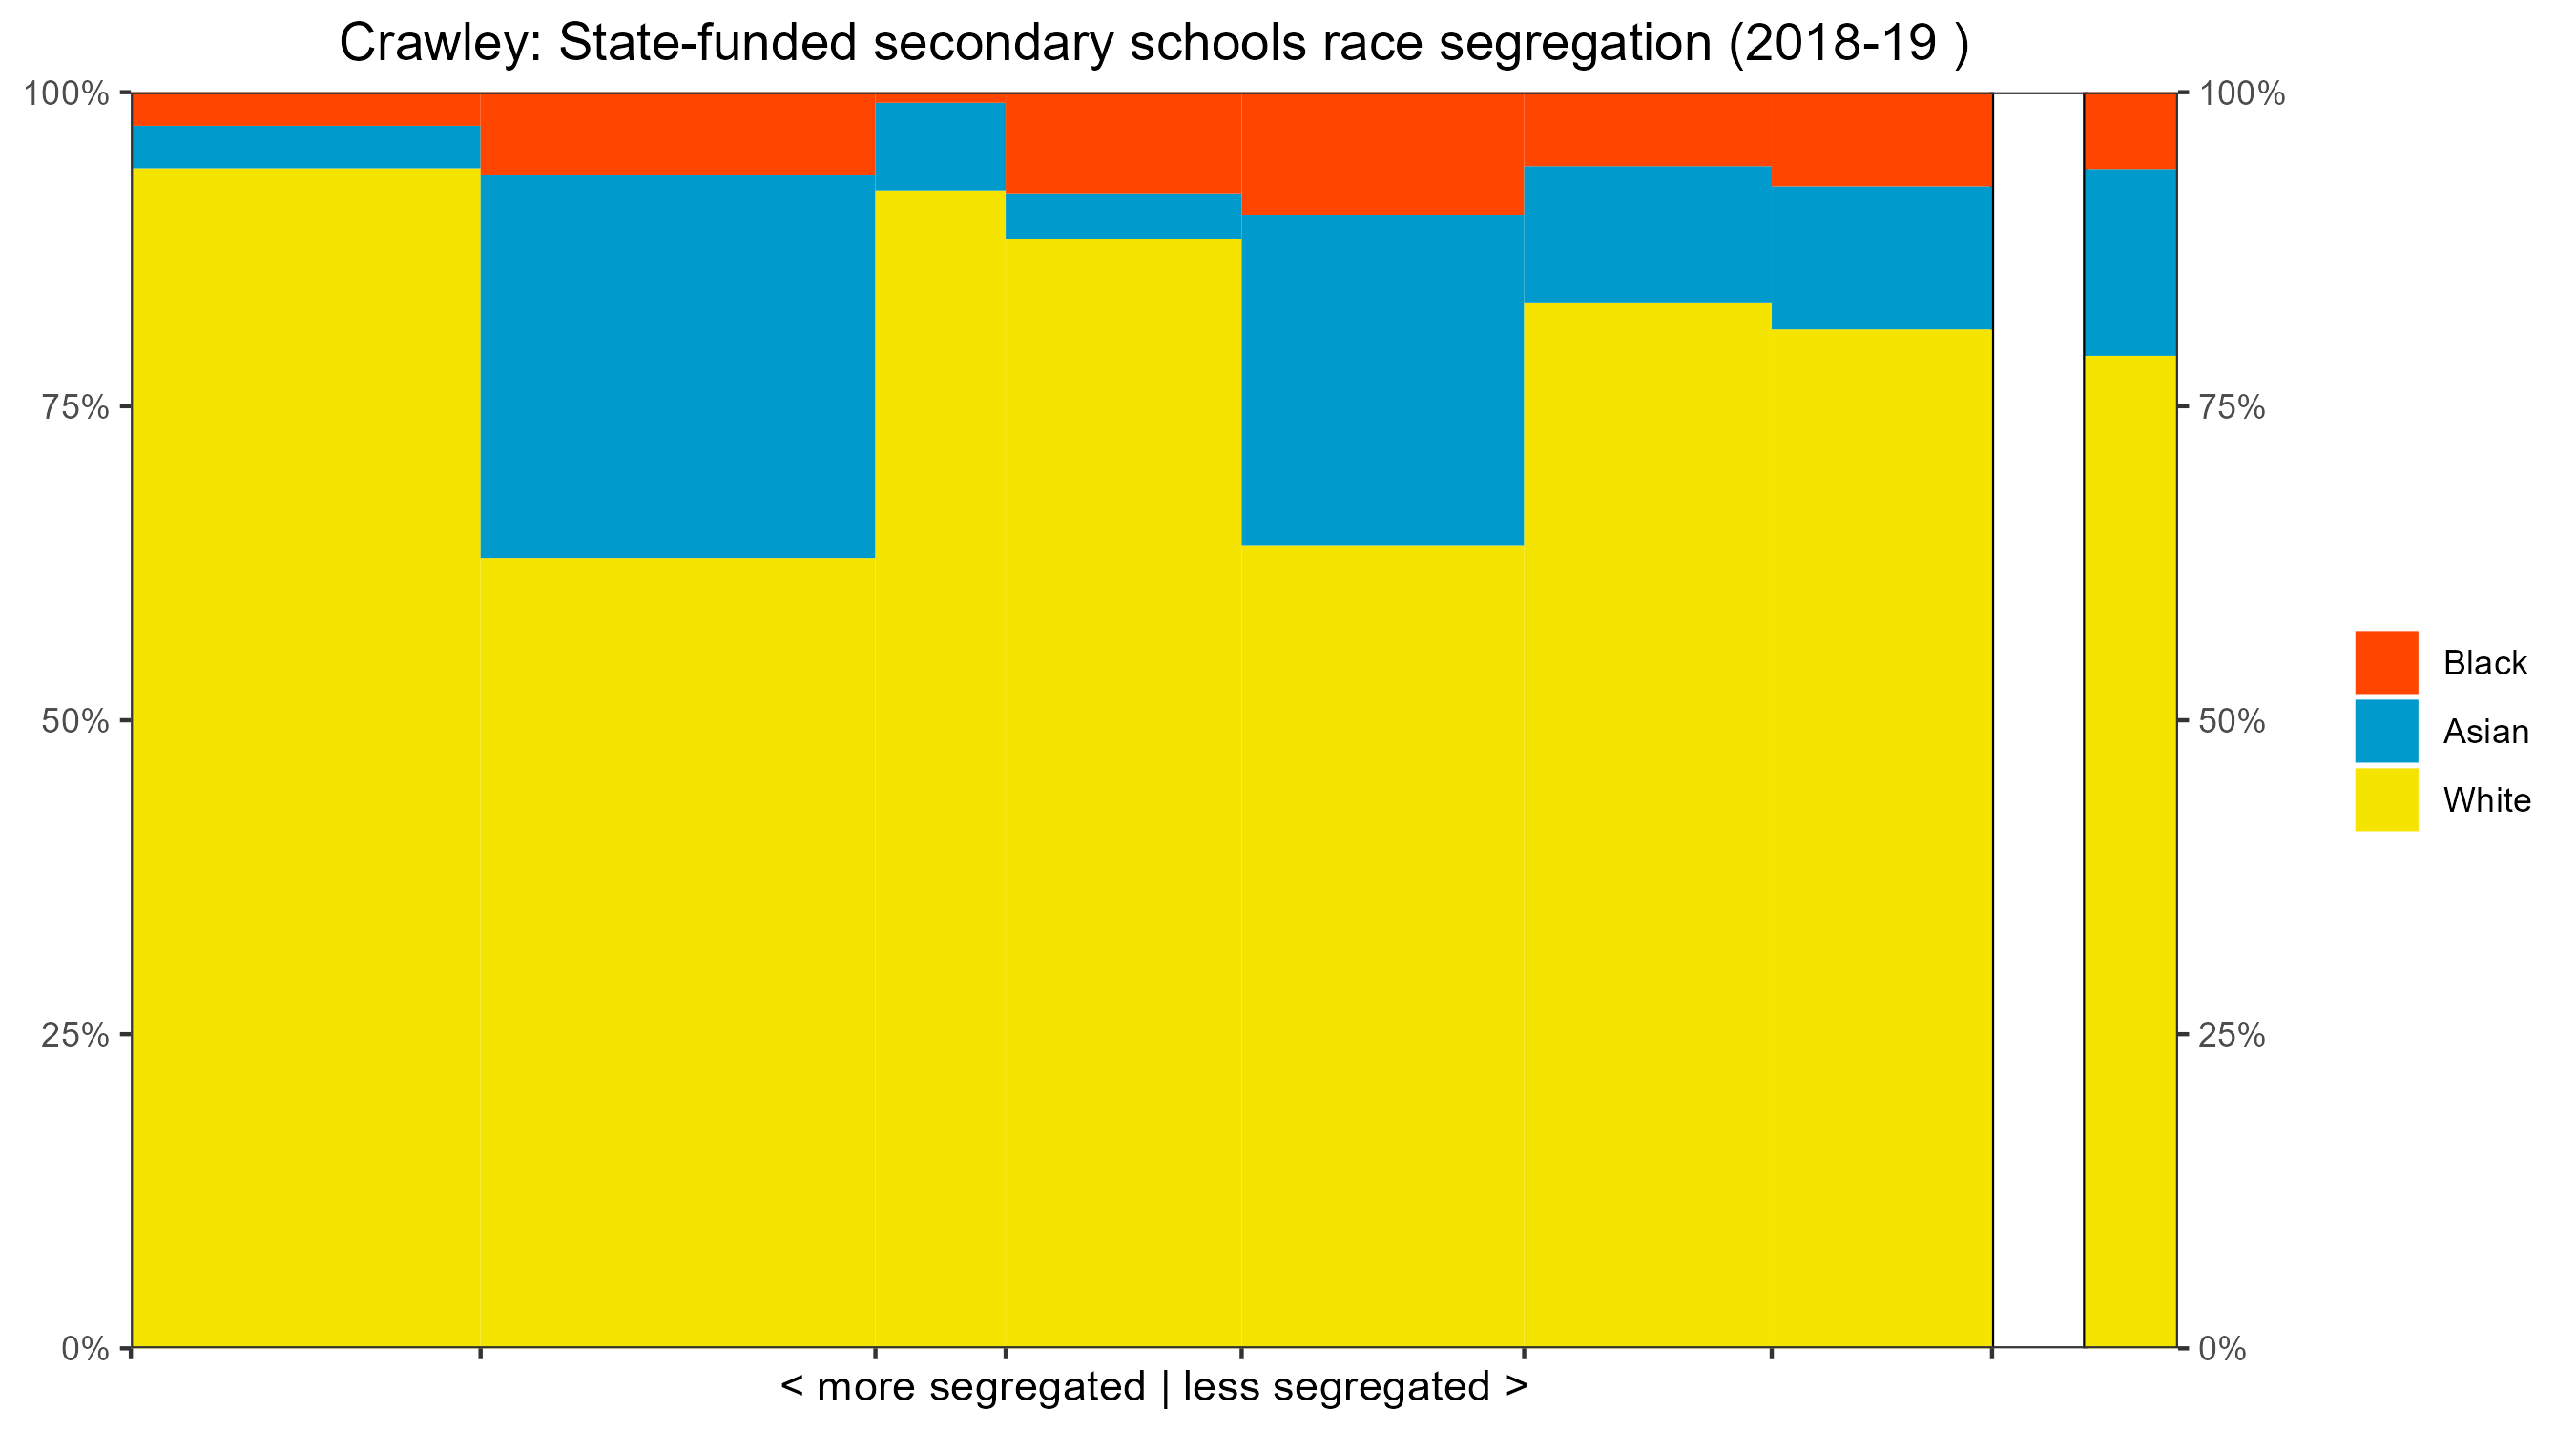 Crawley: State-funded secondary schools race segregation (2018-19 )
100%
75%
50%
25%
0%
100%
75%
50%
25%
0%
Black
Asian
White
< more segregated | less segregated >